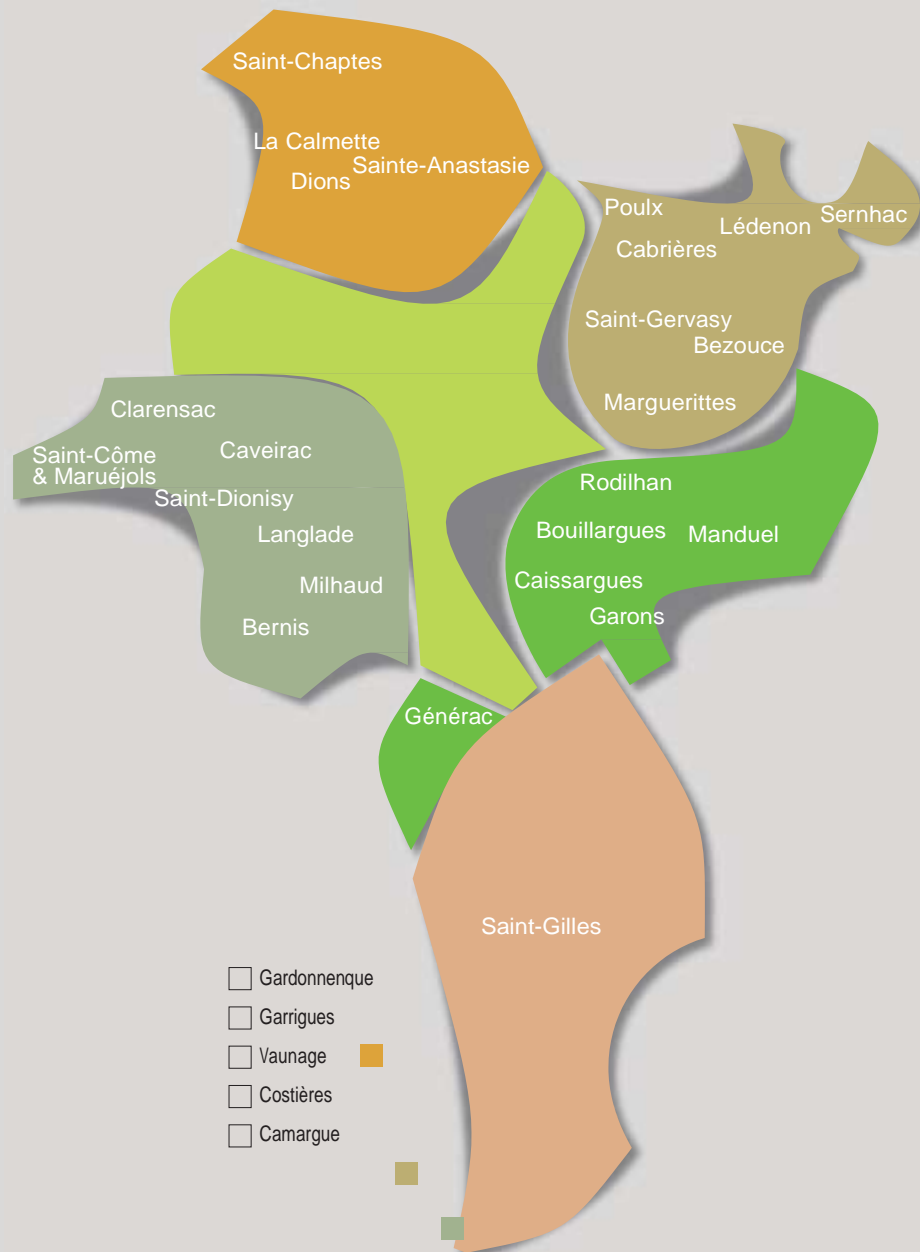 Saint-Chaptes
La Calmette
Sainte-Anastasie
Dions
Poulx
Lédenon
Sernhac
Cabrières
Saint-Gervasy
Bezouce
Marguerittes
Clarensac
Caveirac
Saint-Côme
& Maruéjols
Saint-Dionisy
Langlade
Milhaud
Bernis
Rodilhan
Bouillargues
Manduel
Caissargues
Garons
Générac
Saint-Gilles
Gardonnenque
Garrigues
Vaunage
Costières
Camargue